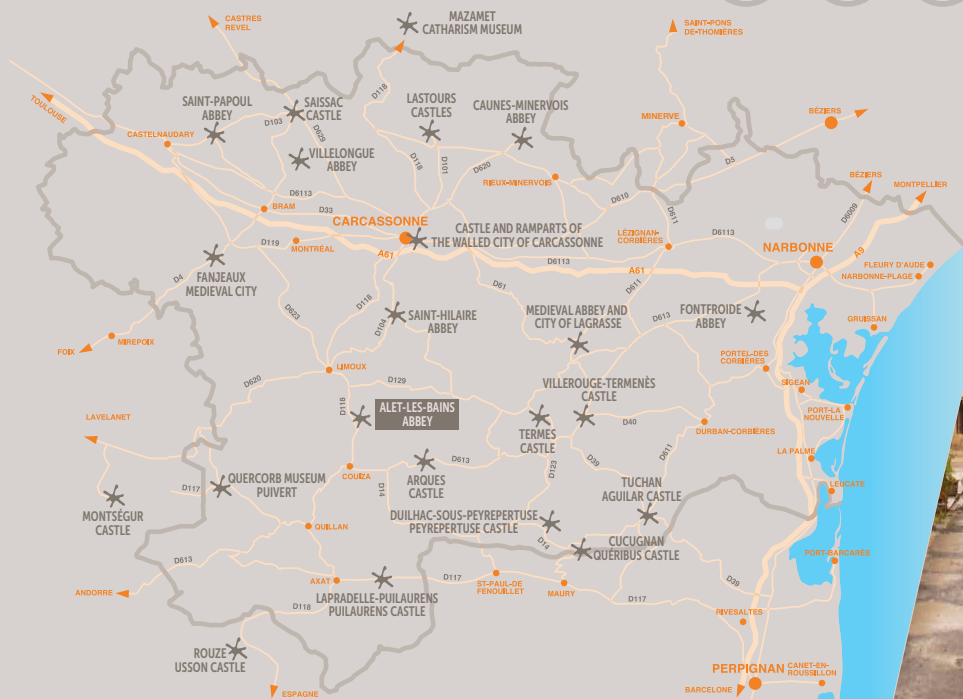 MAZAMET
CATHARISM MUSEUM
CASTRES
REVEL
SAINT-PONS
DE-THOMIÈRES
D118
TOULOUSE
SAINT-PAPOUL
ABBEY
SAISSAC
CASTLE
LASTOURS
CASTLES
CAUNES-MINERVOIS
ABBEY
MINERVE
BÉZIERS
D103
D629
CASTELNAUDARY
VILLELONGUE
ABBEY
D118
D101
D620
RIEUX-MINERVOIS
D5
BÉZIERS
MONTPELLIER
D6113
D610
BRAM
D33
CARCASSONNE
CASTLE AND RAMPARTS OF
THE WALLED CITY OF CARCASSONNE
D611
D6009
LÉZIGNAN-
CORBIÈRES
D6113
NARBONNE
D119
MONTRÉAL
A61
D6113
A61
A9
FLEURY D'AUDE
NARBONNE-PLAGE
D4
FANJEAUX
MEDIEVAL CITY
D61
D611
D118
D104
SAINT-HILAIRE
ABBEY
MEDIEVAL ABBEY AND
CITY OF LAGRASSE
D613
FONTFROIDE
ABBEY
GRUISSAN
D623
MIREPOIX
FOIX
LIMOUX
D620
D129
PORTEL-DES
CORBIÈRES
SIGEAN
VILLEROUGE-TERMENÈS
CASTLE
LAVELANET
D118
ALET-LES-BAINS
ABBEY
TERMES
CASTLE
D40
DURBAN-CORBIÈRES
PORT-LA
NOUVELLE
D611
LA PALME
COUIZA
D613
D123
D39
ARQUES
CASTLE
QUERCORB MUSEUM
PUIVERT
D117
D14
TUCHAN
AGUILAR CASTLE
LEUCATE
MONTSÉGUR
CASTLE
DUILHAC-SOUS-PEYREPERTUSE
PEYREPERTUSE CASTLE
QUILLAN
D14
CUCUGNAN
QUÉRIBUS CASTLE
PORT-BARCARÈS
D613
ANDORRE
AXAT
D117
ST-PAUL-DE
FENOUILLET
MAURY
D117
D39
LAPRADELLE-PUILAURENS
PUILAURENS CASTLE
D118
RIVESALTES
ROUZE
USSON CASTLE
PERPIGNAN
CANET-EN-
ROUSSILLON
BARCELONE
ESPAGNE